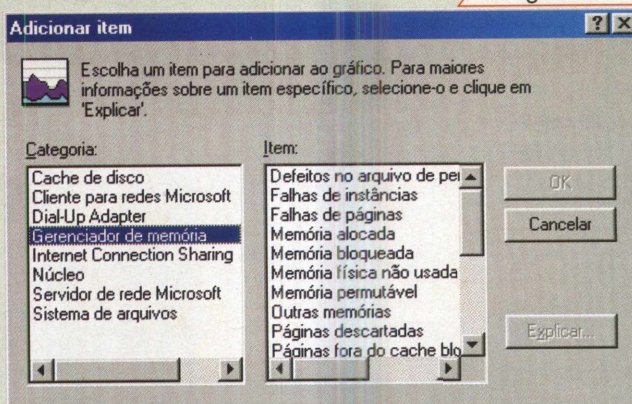 Adicionar item
Escolha um item para adicionar ao gráfico. Para maiores
informações sobre um item específico, selecione-o e clique em
'Explicar'.
Categoria:
Cache de disco
Cliente para redes Microsoft
Dial-Up Adapter
Gerenciador de memória
Internet Connection Sharing
Núcleo
Servidor de rede Microsoft
Sistema de arquivos
Item:
Defeitos no arquivo de per
Falhas de instâncias
Falhas de páginas
Memória alocada
Memória bloqueada
Memória física não usada
Memória permutável
Outras memórias
Páginas descartadas
Páginas fora do cache blo
OK
Cancelar
Explicar...